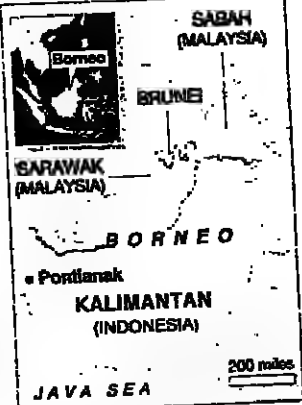 SABAH
(MALAYSIA)
Borneo
BRUNEI
SARAWAK
(MALAYSIA)
BORNEO
Pontianak
KALIMANTAN
(INDONESIA)
200 miles
JAVA SEA